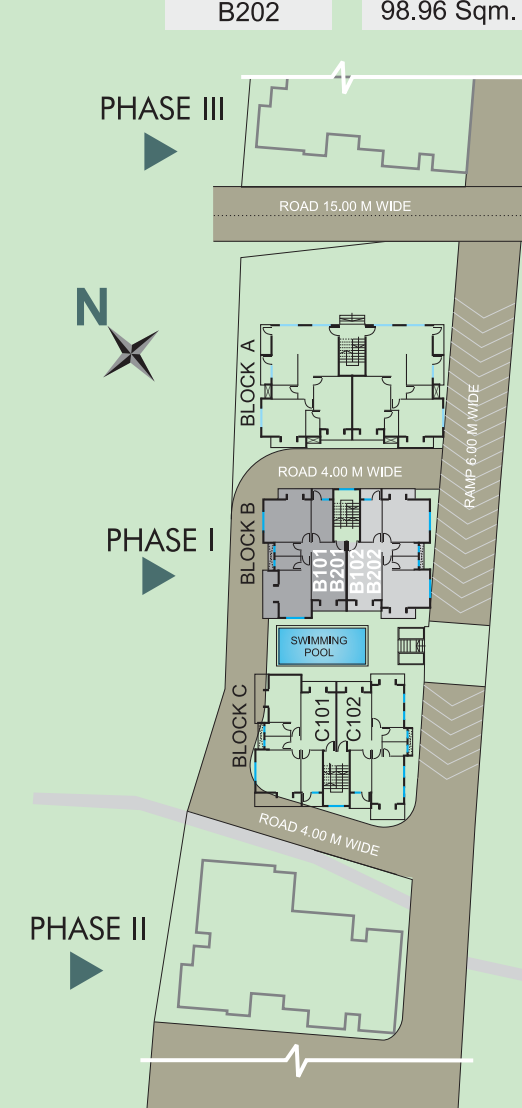 B202 98.96 Sqm.
PHASE III
ROAD 15.00 M WIDE
N
BLOCK A
RAMP 6.00 M WIDE
ROAD 4.00 M WIDE
PHASE I
BLOCK B
B101
B201
B102
B202
SWIMMING
POOL
BLOCK C
C101
C102
ROAD 4.00 M WIDE
PHASE II